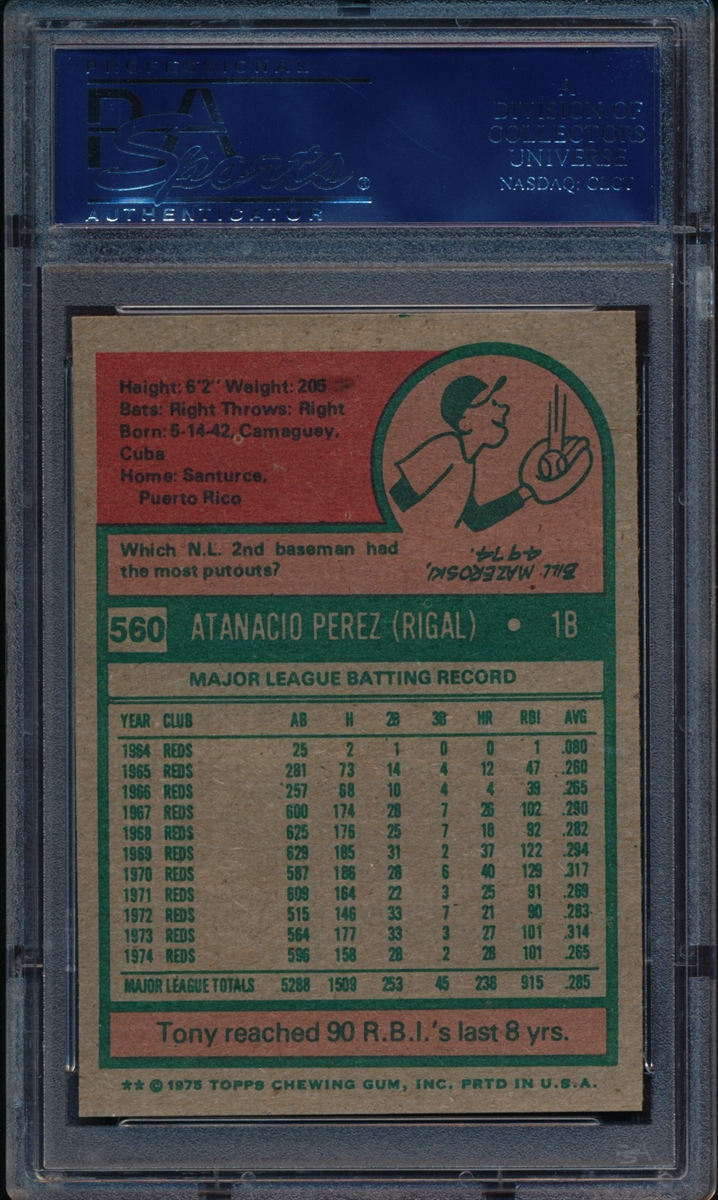 PROFESSIONAL
PSA
Sports®
AUTHENTICATOR
A
DIVISION OF
COLLECTORS
UNIVERSE
NASDAQ: CLCT
Height: 6'2" Weight: 205
Bats: Right Throws: Right
Born: 5-14-42, Camaguey,
Cuba
Home: Santurce,
Puerto Rico
Which N.L. 2nd baseman had
the most putouts?
BILL MAZEROSKI,
4974.
560 ATANACIO PEREZ (RIGAL) • 1B
MAJOR LEAGUE BATTING RECORD
YEAR CLUB AB H 2B 3B HR RBI AVG
1964 REDS 25 2 1 0 0 1 .080
1965 REDS 281 73 14 4 12 47 .260
1966 REDS 257 68 10 4 4 39 .265
1967 REDS 600 174 28 7 26 102 .290
1968 REDS 625 176 25 7 18 92 .282
1969 REDS 629 185 31 2 37 122 .294
1970 REDS 587 186 28 6 40 129 .317
1971 REDS 609 164 22 3 25 91 .269
1972 REDS 515 146 33 7 21 90 .283
1973 REDS 564 177 33 3 27 101 .314
1974 REDS 596 158 28 2 28 101 .265
MAJOR LEAGUE TOTALS 5288 1509 253 45 238 915 .285
Tony reached 90 R.B.I.'s last 8 yrs.
** © 1975 TOPPS CHEWING GUM, INC. PRTD IN U.S.A.